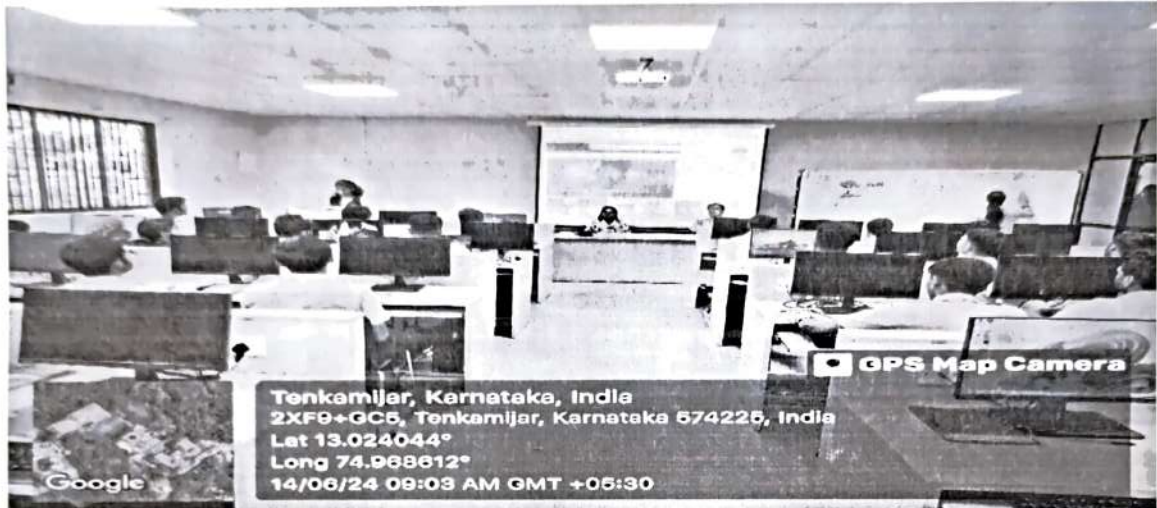 GPS Map Camera
Tenkamijar, Karnataka, India
2XF9+GC5, Tenkamijar, Karnataka 574225, India
Lat 13.024044°
Long 74.968612°
14/06/24 09:03 AM GMT +05:30
Google